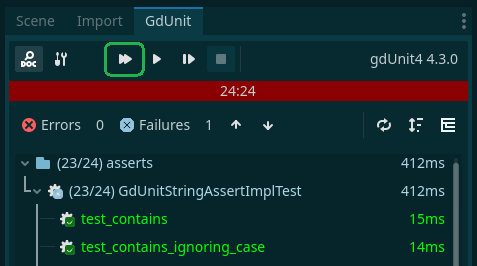 Scene Import GdUnit
DOC gdUnit4 4.3.0
24:24
Errors 0 Failures 1
(23/24) asserts 412ms
(23/24) GdUnitStringAssertImplTest 412ms
test_contains 15ms
test_contains_ignoring_case 14ms